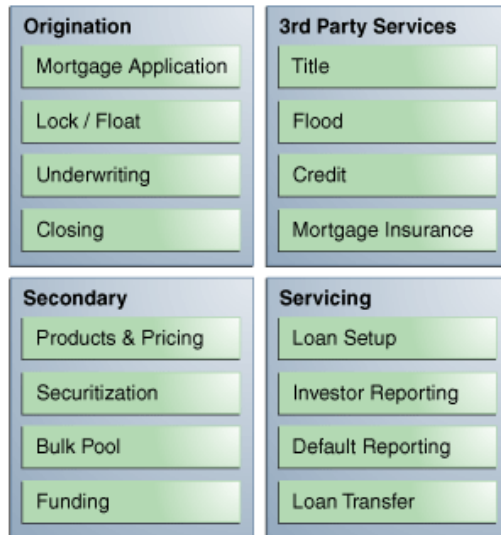 Origination
Mortgage Application
Lock / Float
Underwriting
Closing
3rd Party Services
Title
Flood
Credit
Mortgage Insurance
Secondary
Products & Pricing
Securitization
Bulk Pool
Funding
Servicing
Loan Setup
Investor Reporting
Default Reporting
Loan Transfer